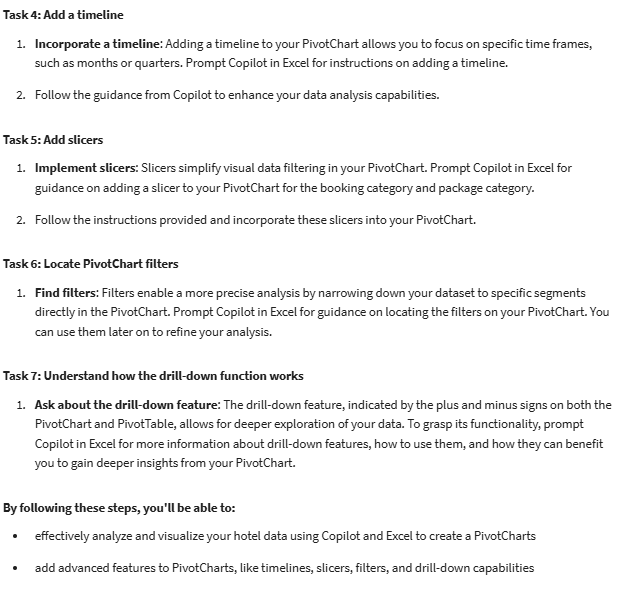 Task 4: Add a timeline
1. Incorporate a timeline: Adding a timeline to your PivotChart allows you to focus on specific time frames,
such as months or quarters. Prompt Copilot in Excel for instructions on adding a timeline.
2. Follow the guidance from Copilot to enhance your data analysis capabilities.
Task 5: Add slicers
1. Implement slicers: Slicers simplify visual data filtering in your PivotChart. Prompt Copilot in Excel for
guidance on adding a slicer to your PivotChart for the booking category and package category.
2. Follow the instructions provided and incorporate these slicers into your PivotChart.
Task 6: Locate PivotChart filters
1. Find filters: Filters enable a more precise analysis by narrowing down your dataset to specific segments
directly in the PivotChart. Prompt Copilot in Excel for guidance on locating the filters on your PivotChart. You
can use them later on to refine your analysis.
Task 7: Understand how the drill-down function works
1. Ask about the drill-down feature: The drill-down feature, indicated by the plus and minus signs on both the
PivotChart and PivotTable, allows for deeper exploration of your data. To grasp its functionality, prompt
Copilot in Excel for more information about drill-down features, how to use them, and how they can benefit
you to gain deeper insights from your PivotChart.
By following these steps, you'll be able to:
• effectively analyze and visualize your hotel data using Copilot and Excel to create a PivotCharts
• add advanced features to PivotCharts, like timelines, slicers, filters, and drill-down capabilities